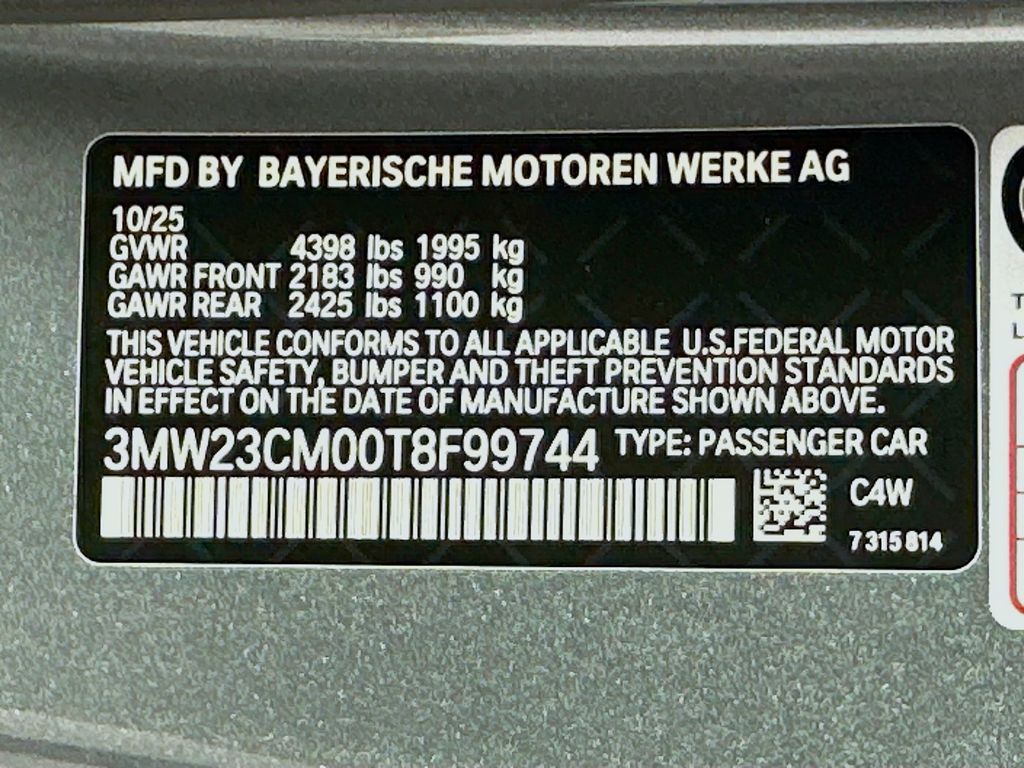 MFD BY BAYERISCHE MOTOREN WERKE AG
10/25
GVWR 4398 lbs 1995 kg
GAWR FRONT 2183 lbs 990 kg
GAWR REAR 2425 lbs 1100 kg
THIS VEHICLE CONFORMS TO ALL APPLICABLE U.S.FEDERAL MOTOR
VEHICLE SAFETY, BUMPER AND THEFT PREVENTION STANDARDS
IN EFFECT ON THE DATE OF MANUFACTURE SHOWN ABOVE.
3MW23CM00T8F99744 TYPE: PASSENGER CAR
C4W
7 315 814